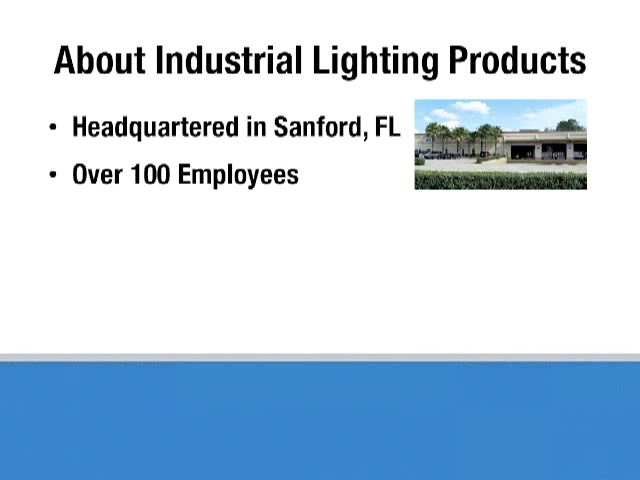 About Industrial Lighting Products
• Headquartered in Sanford, FL
• Over 100 Employees